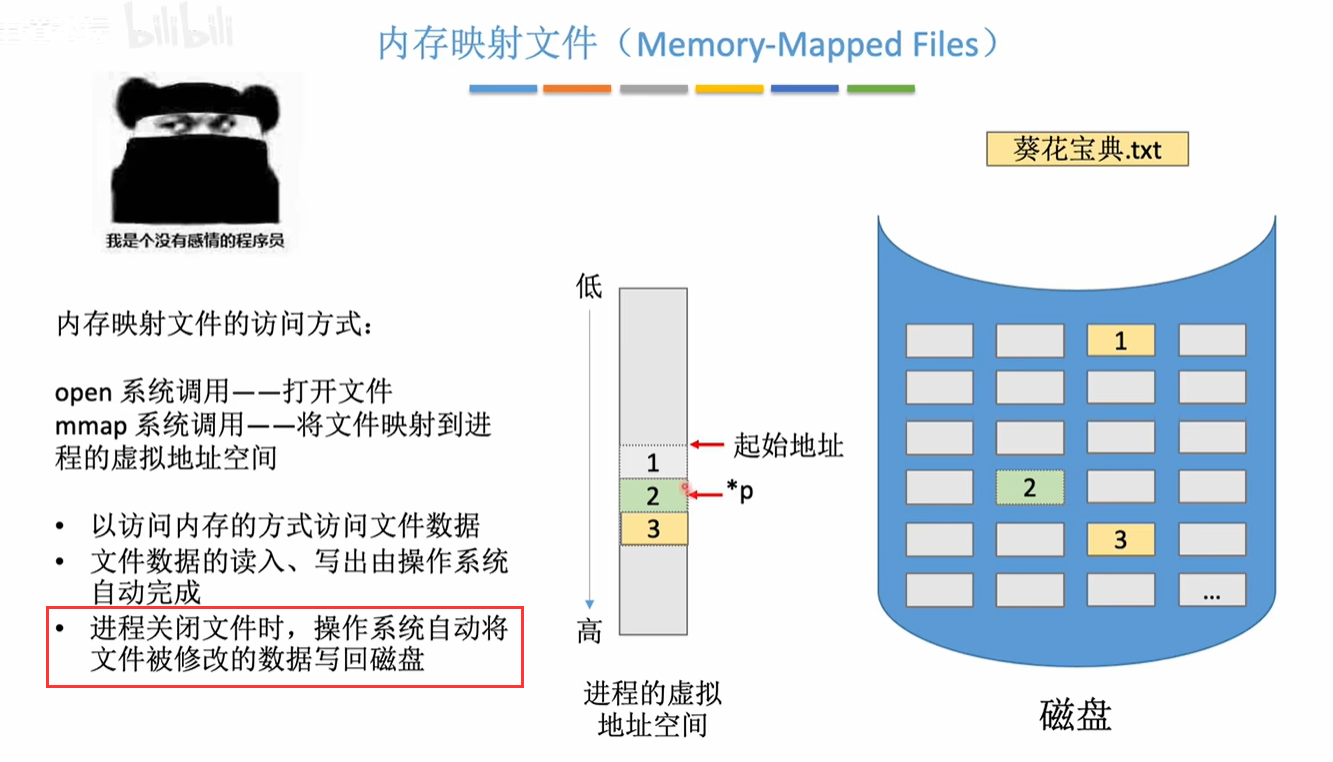 bilibili
内存映射文件（Memory-Mapped Files）
我是个没有感情的程序员
内存映射文件的访问方式：
open 系统调用——打开文件
mmap 系统调用——将文件映射到进
程的虚拟地址空间
• 以访问内存的方式访问文件数据
• 文件数据的读入、写出由操作系统
自动完成
• 进程关闭文件时，操作系统自动将
文件被修改的数据写回磁盘
低
1
2
3
高
起始地址
*p
进程的虚拟
地址空间
葵花宝典.txt
1
2
3
...
磁盘